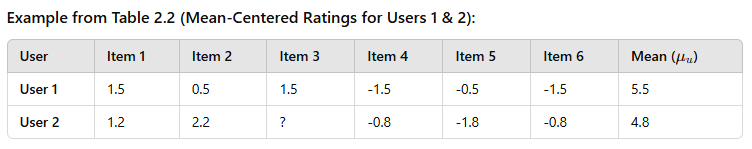 Example from Table 2.2 (Mean-Centered Ratings for Users 1 & 2):
User Item 1 Item 2 Item 3 Item 4 Item 5 Item 6 Mean (μᵤ)
User 1 1.5 0.5 1.5 -1.5 -0.5 -1.5 5.5
User 2 1.2 2.2 ? -0.8 -1.8 -0.8 4.8